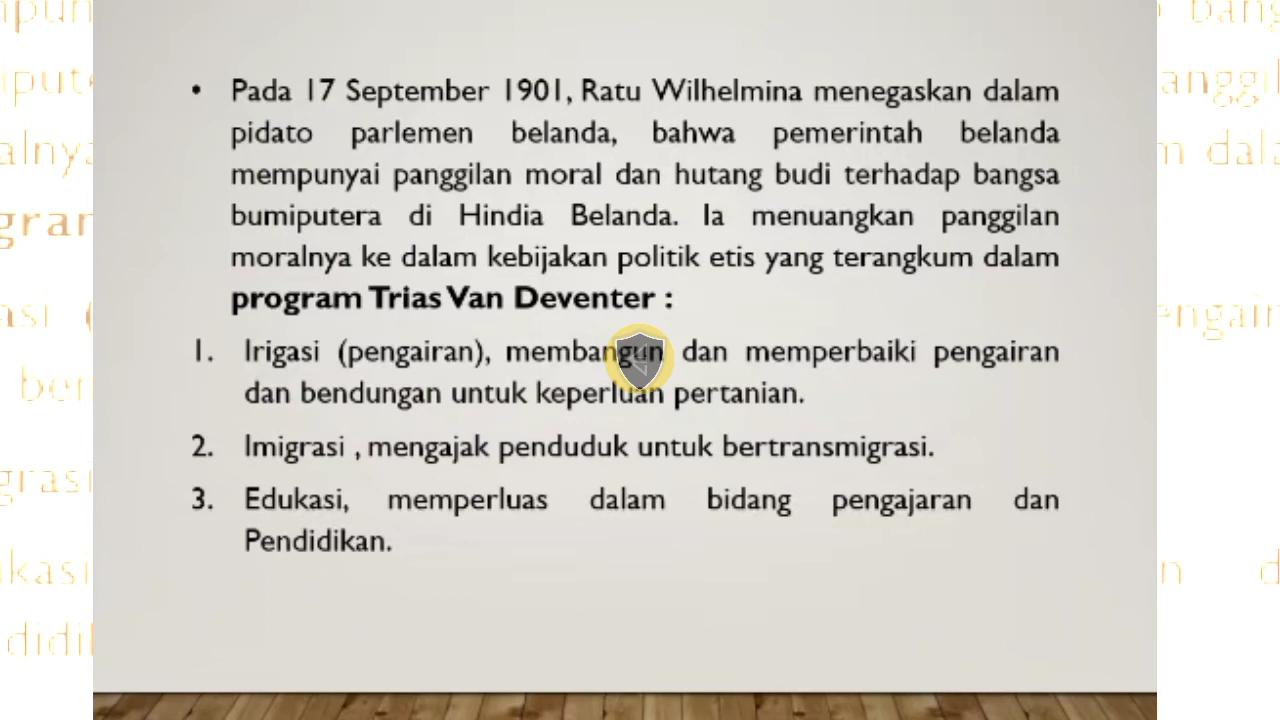 • Pada 17 September 1901, Ratu Wilhelmina menegaskan dalam
pidato parlemen belanda, bahwa pemerintah belanda
mempunyai panggilan moral dan hutang budi terhadap bangsa
bumiputera di Hindia Belanda. Ia menuangkan panggilan
moralnya ke dalam kebijakan politik etis yang terangkum dalam
program Trias Van Deventer :
1. Irigasi (pengairan), membangun dan memperbaiki pengairan
dan bendungan untuk keperluan pertanian.
2. Imigrasi , mengajak penduduk untuk bertransmigrasi.
3. Edukasi, memperluas dalam bidang pengajaran dan
Pendidikan.